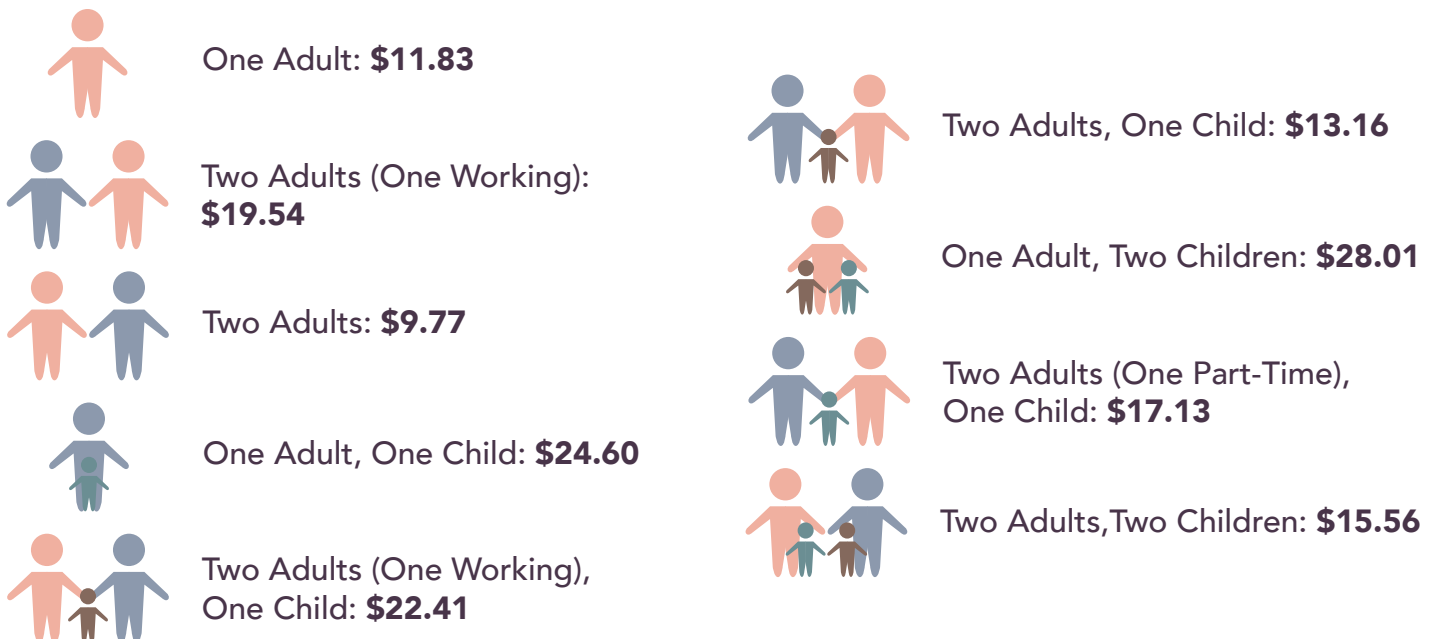 One Adult: $11.83
Two Adults (One Working):
$19.54
Two Adults: $9.77
One Adult, One Child: $24.60
Two Adults (One Working),
One Child: $22.41
Two Adults, One Child: $13.16
One Adult, Two Children: $28.01
Two Adults (One Part-Time),
One Child: $17.13
Two Adults,Two Children: $15.56